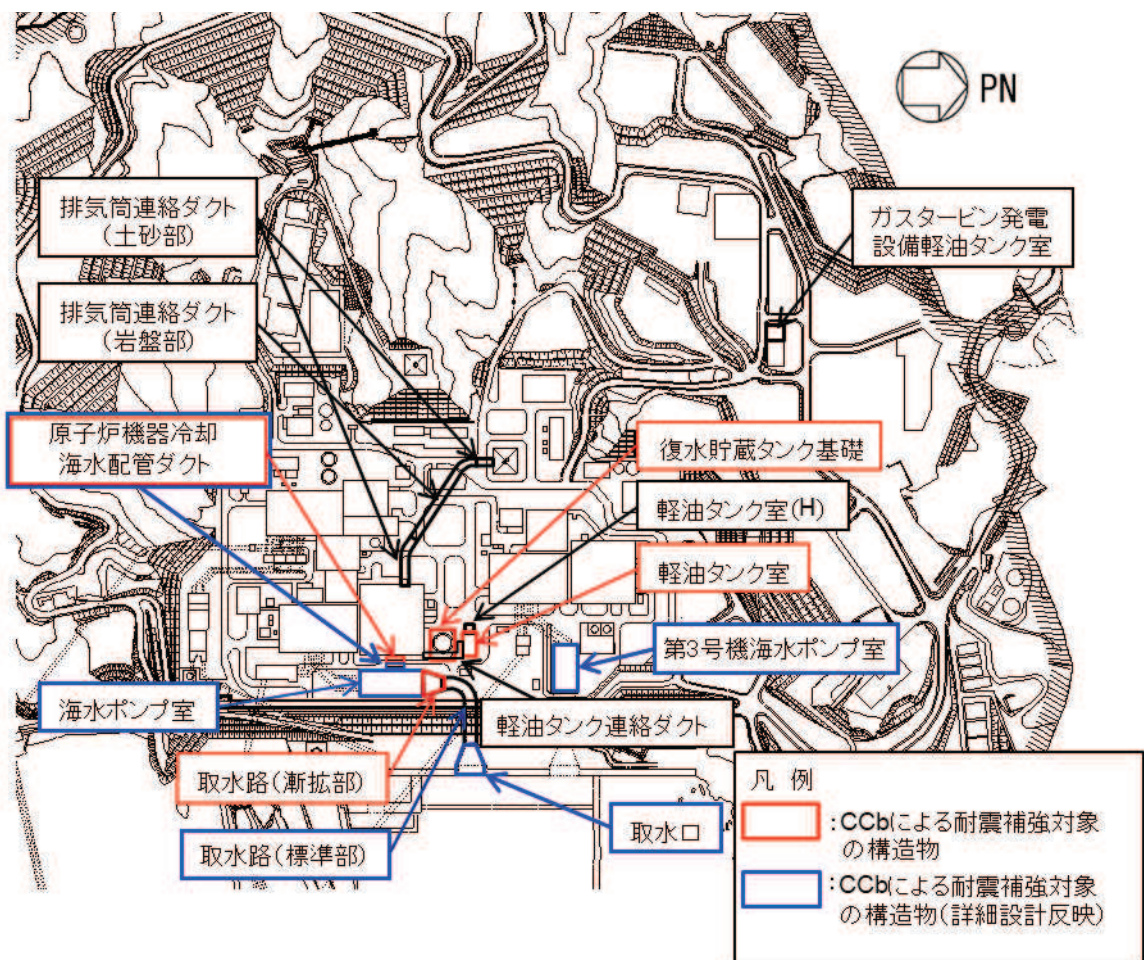 PN
排気筒連絡ダクト
(土砂部)
ガスタービン発電
設備軽油タンク室
排気筒連絡ダクト
(岩盤部)
原子炉機器冷却
海水配管ダクト
復水貯蔵タンク基礎
軽油タンク室(H)
軽油タンク室
第3号機海水ポンプ室
海水ポンプ室
軽油タンク連絡ダクト
取水路(漸拡部)
取水口
取水路(標準部)
凡 例
:CCbによる耐震補強対象
の構造物
:CCbによる耐震補強対象
の構造物(詳細設計反映)